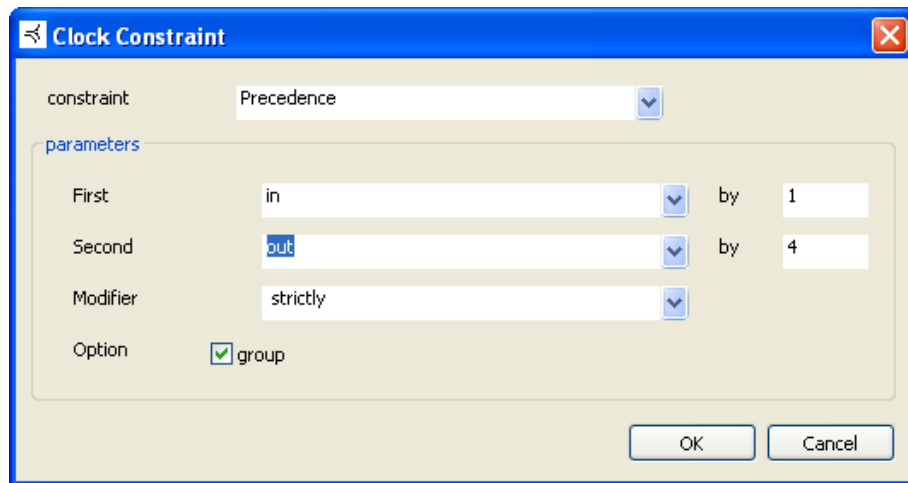 Clock Constraint
constraint Precedence
parameters
First in by 1
Second out by 4
Modifier strictly
Option group
OK Cancel